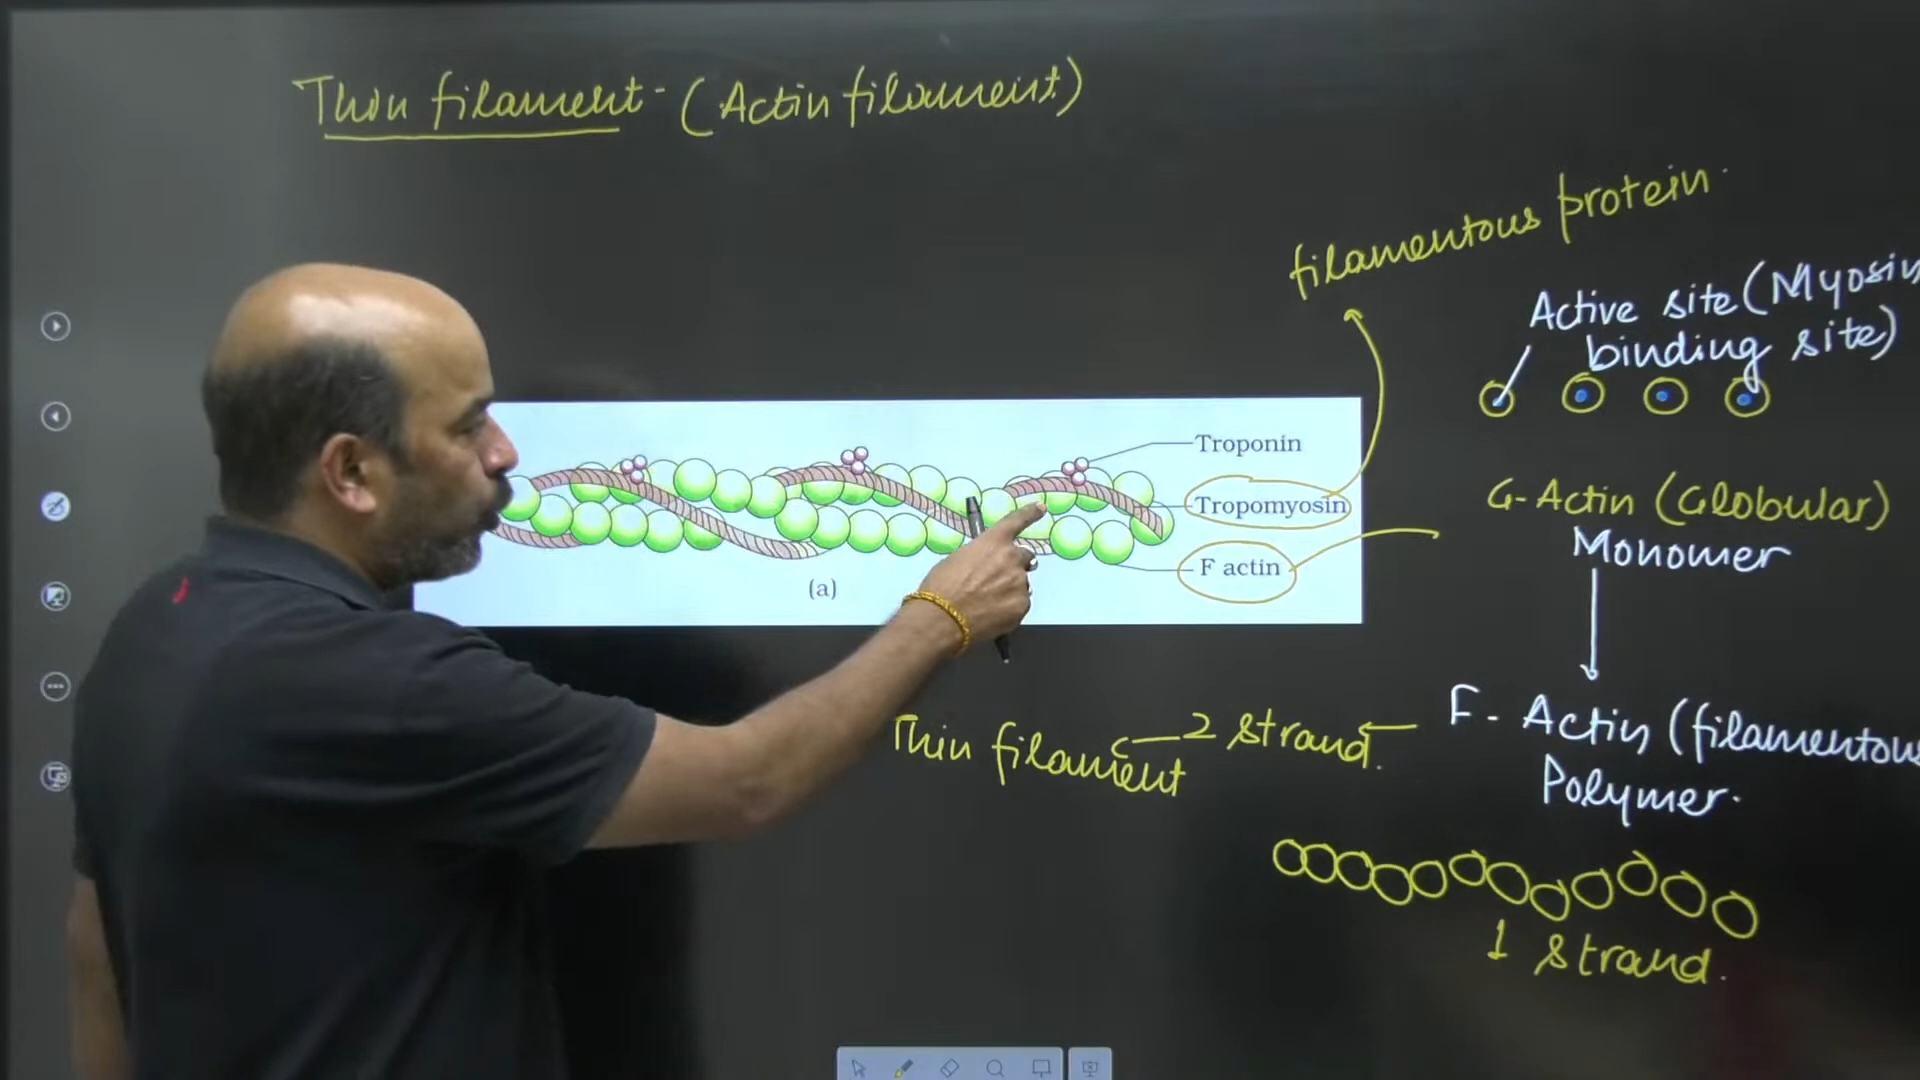 Thin filament - (Actin filament)
filamentous protein.
Active site (Myosin
binding site)
Troponin
Tropomyosin
F actin
(a)
G-Actin (Globular)
Monomer
F- Actin (filamentous
Polymer.
2 strand.
Thin filament
1 strand.